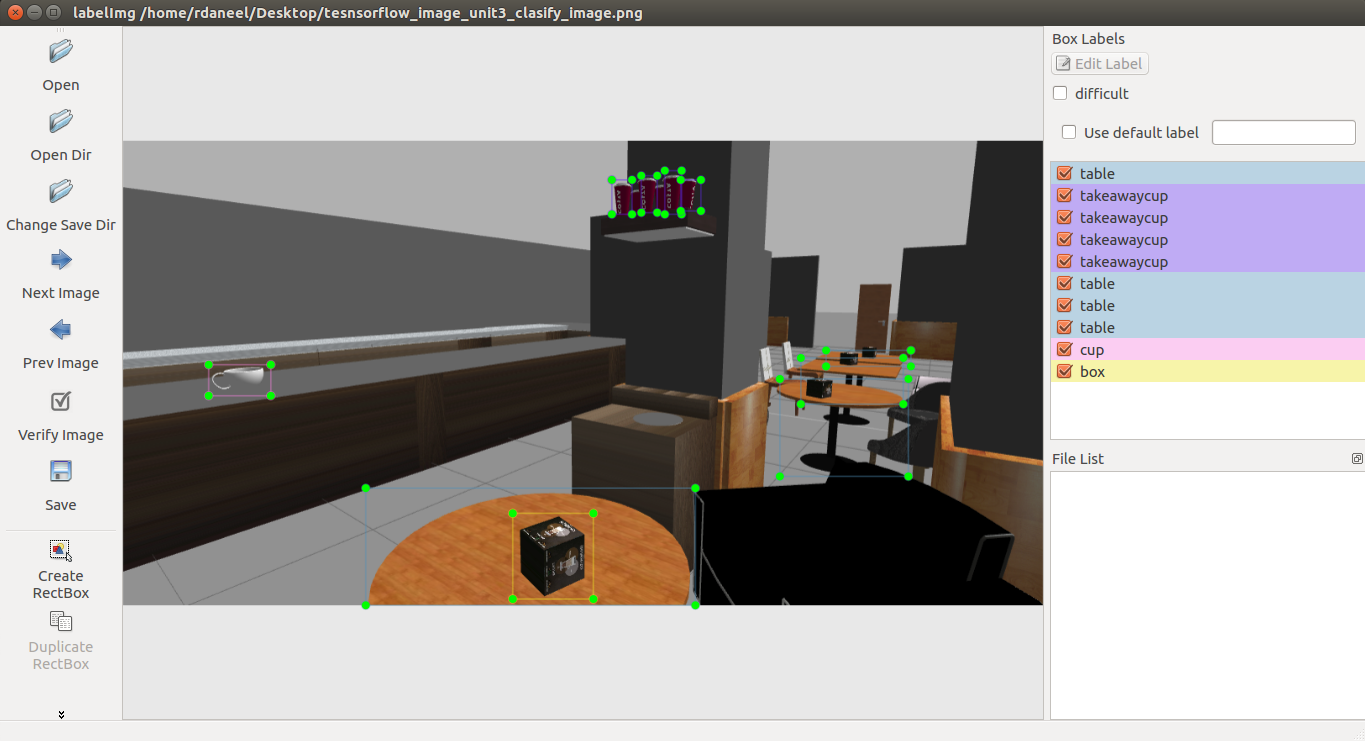 labelImg /home/rdaneel/Desktop/tesnsorflow_image_unit3_clasify_image.png
Open
Open Dir
Change Save Dir
Next Image
Prev Image
Verify Image
Save
Create
RectBox
Duplicate
RectBox
Box Labels
Edit Label
difficult
Use default label
table
takeawaycup
takeawaycup
takeawaycup
takeawaycup
table
table
table
cup
box
File List